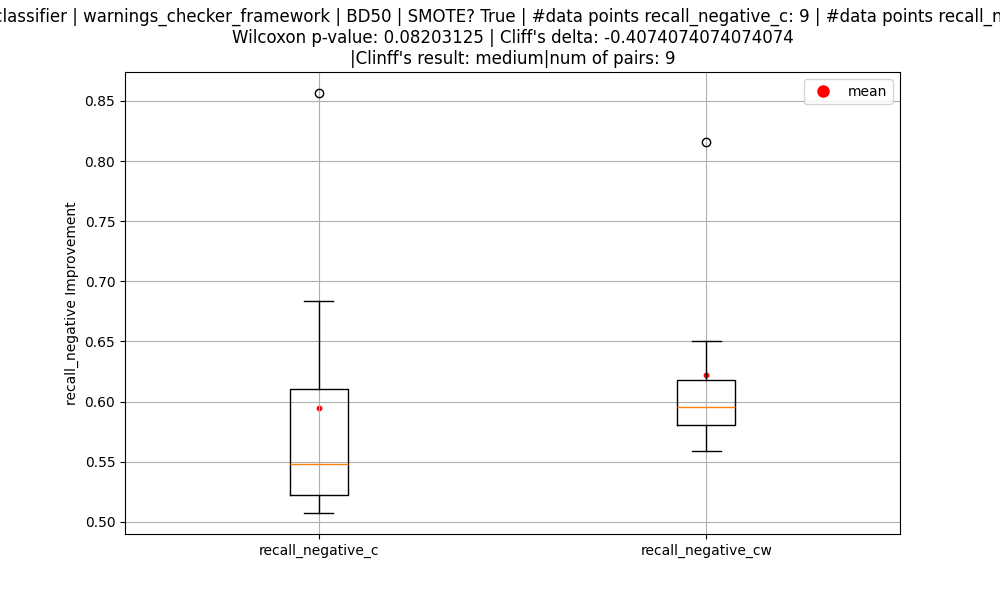 classifier | warnings_checker_framework | BD50 | SMOTE? True | #data points recall_negative_c: 9 | #data points
Wilcoxon p-value: 0.08203125 | Cliff's delta: -0.4074074074074074
|Clinff's result: medium|num of pairs: 9
mean
0.85
0.80
0.75
0.70
0.65
0.60
0.55
0.50
recall_negative Improvement
recall_negative_c
recall_negative_cw